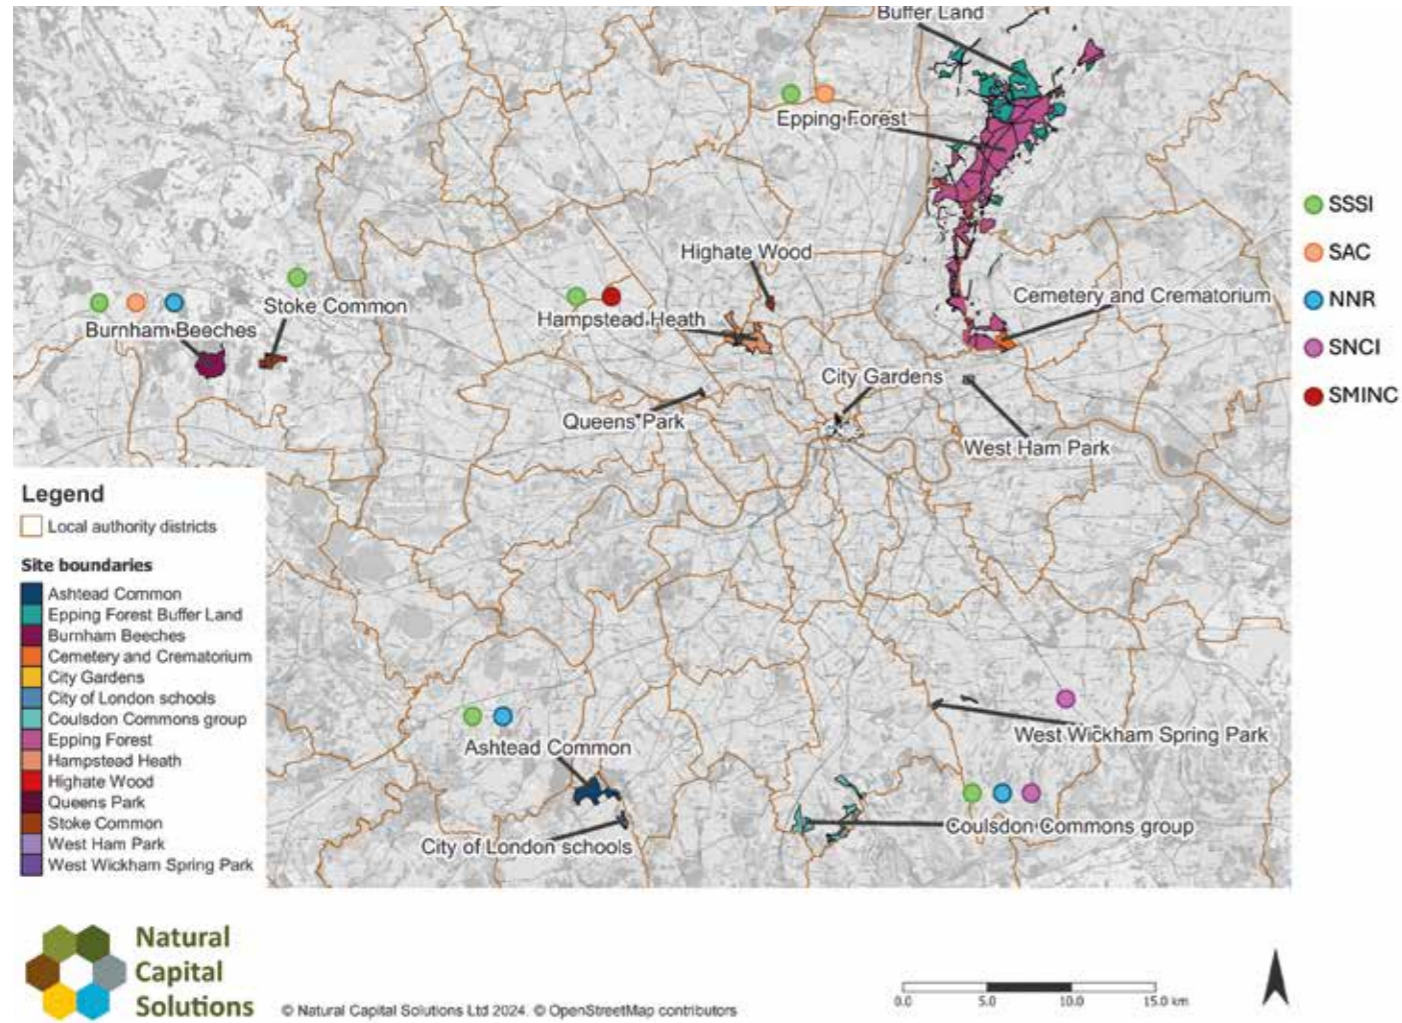 Buffer Land
Epping Forest
Highate Wood
Cemetery and Crematorium
Stoke Common
Hampstead Heath
Burnham Beeches
City Gardens
Queens Park
West Ham Park
West Wickham Spring Park
Ashtead Common
Coulsdon Commons group
City of London schools
SSSI
SAC
NNR
SNCI
SMINC
Legend
Local authority districts
Site boundaries
Ashtead Common
Epping Forest Buffer Land
Burnham Beeches
Cemetery and Crematorium
City Gardens
City of London schools
Coulsdon Commons group
Epping Forest
Hampstead Heath
Highate Wood
Queens Park
Stoke Common
West Ham Park
West Wickham Spring Park
Natural
Capital
Solutions
© Natural Capital Solutions Ltd 2024. © OpenStreetMap contributors
0.0 5.0 10.0 15.0 km